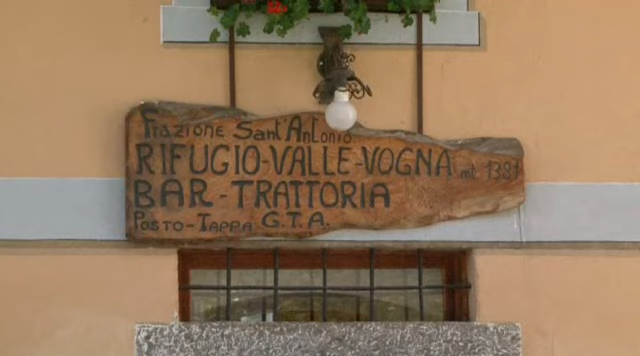 Frazione Sant'Antonio
RIFUGIO-VALLE-VOGNA mt. 1381
BAR-TRATTORIA
POSTO-TAPPA G.T.A.